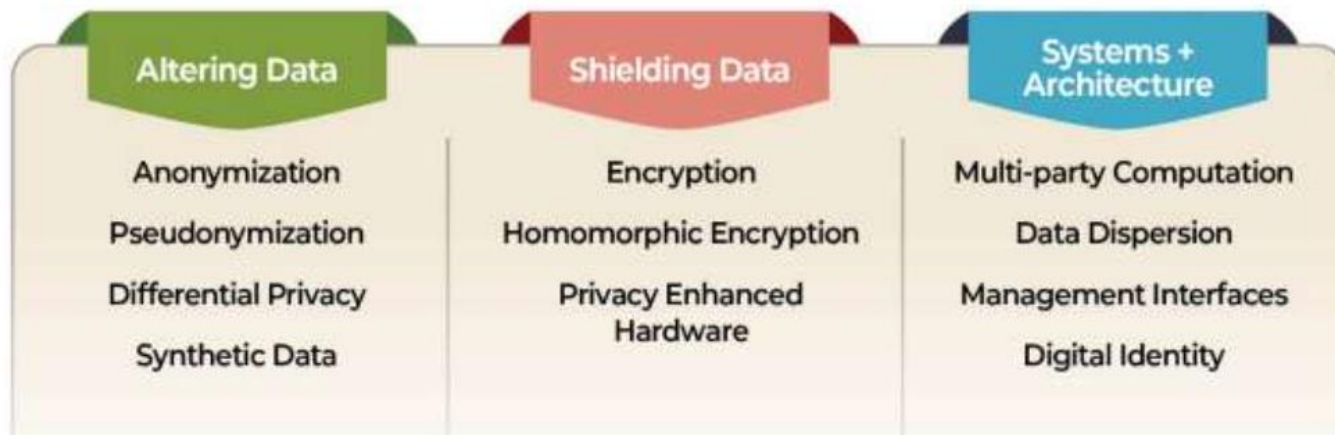 Altering Data
Anonymization
Pseudonymization
Differential Privacy
Synthetic Data
Shielding Data
Encryption
Homomorphic Encryption
Privacy Enhanced
Hardware
Systems +
Architecture
Multi-party Computation
Data Dispersion
Management Interfaces
Digital Identity